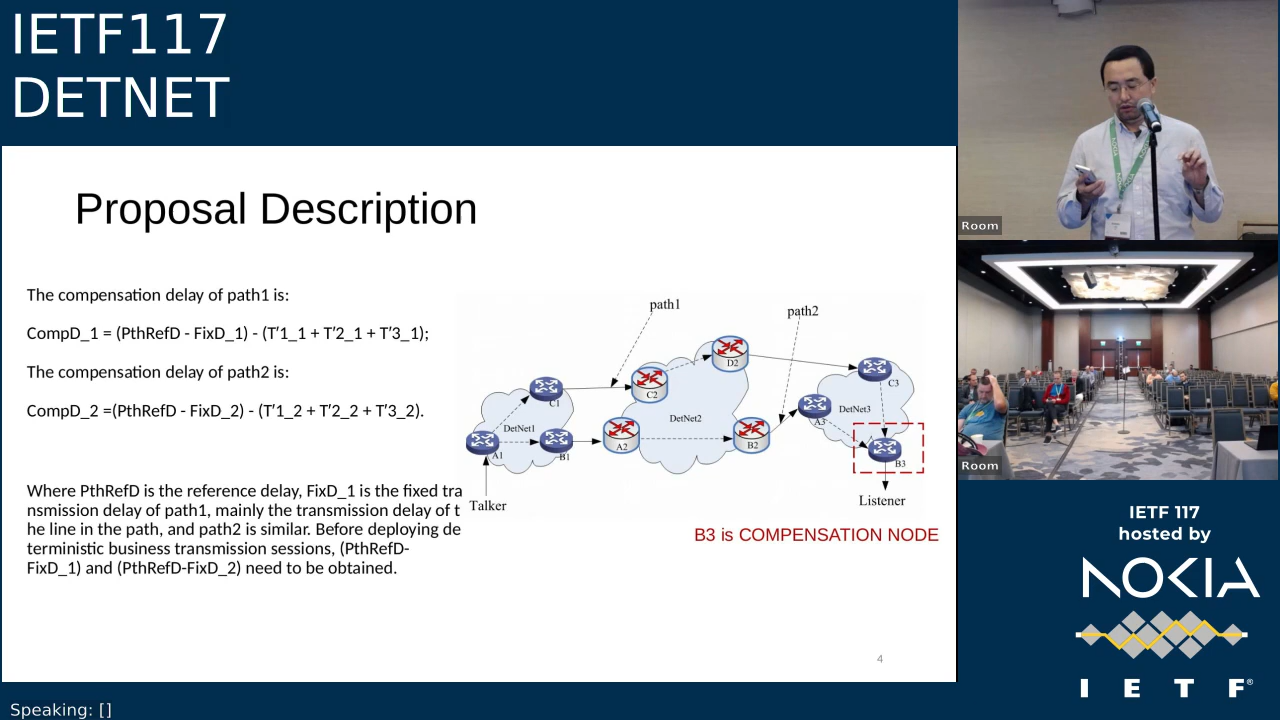 IETF117
DETNET
Proposal Description
The compensation delay of path1 is:
CompD_1 = (PthRefD - FixD_1) - (T′1_1 + T′2_1 + T′3_1);
The compensation delay of path2 is:
CompD_2 =(PthRefD - FixD_2) - (T'1_2 + T'2_2 + T'3_2).
Where PthRefD is the reference delay, FixD_1 is the fixed tra
nsmission delay of path1, mainly the transmission delay of t
he line in the path, and path2 is similar. Before deploying de
terministic business transmission sessions, (PthRefD-
FixD_1) and (PthRefD-FixD_2) need to be obtained.
path1
path2
D2
C3
C2
C1
DetNet1
DetNet2
DetNet3
A3
A1
B1
A2
B2
B3
Talker
Listener
B3 is COMPENSATION NODE
4
Room
Room
IETF 117
hosted by
NOKIA
I E T F®
Speaking: []